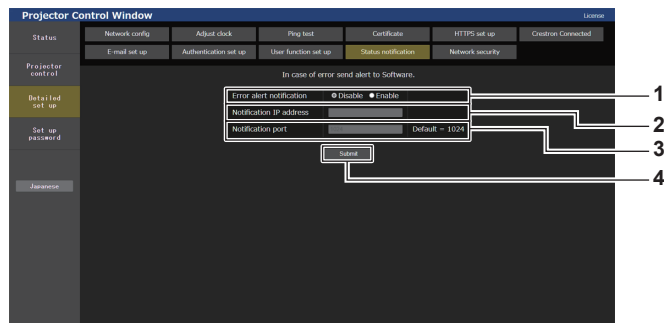 Projector Control Window License
Status Network config Adjust clock Ping test Certificate HTTPS set up Crestron Connected
E-mail set up Authentication set up User function set up Status notification Network security
Projector
control
In case of error send alert to Software.
Detailed
set up
Error alert notification Disable Enable 1
Notification IP address 2
Notification port Default = 1024 3
Set up
password
Submit 4
Japanese